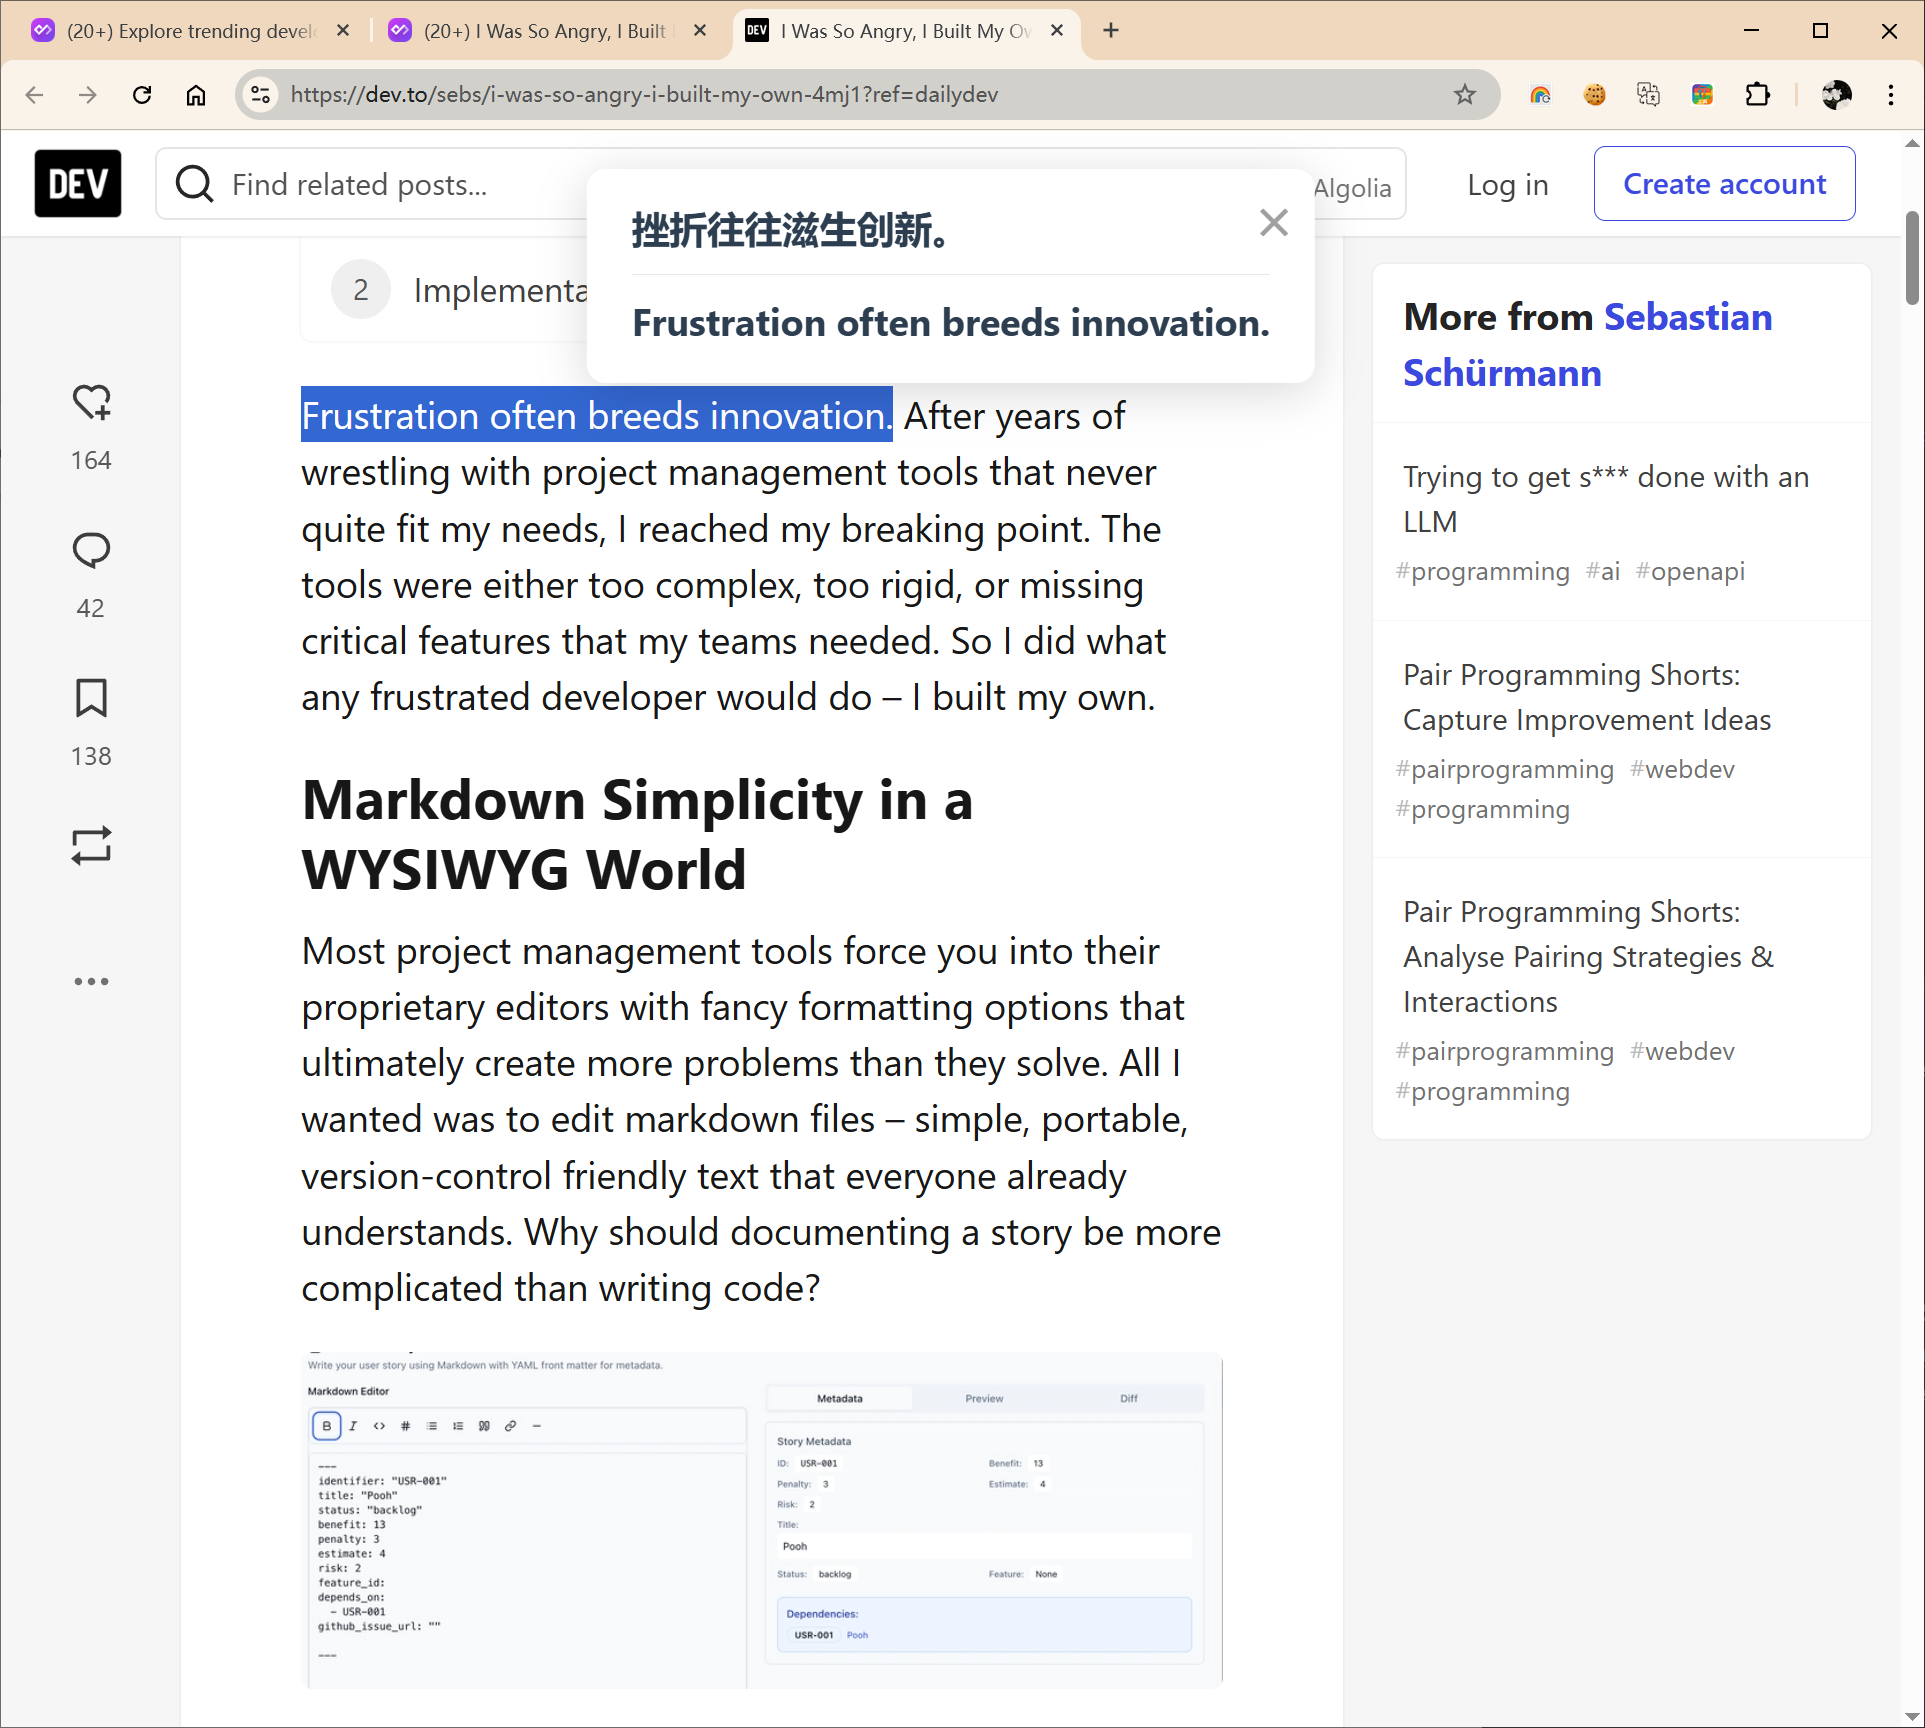 (20+) Explore trending devel
(20+) I Was So Angry, I Built
DEV I Was So Angry, I Built My Ow
https://dev.to/sebs/i-was-so-angry-i-built-my-own-4mj1?ref=dailydev
DEV
Find related posts...
Algolia
Log in
Create account
挫折往往滋生创新。
Frustration often breeds innovation.
2 Implementa
Frustration often breeds innovation. After years of
wrestling with project management tools that never
quite fit my needs, I reached my breaking point. The
tools were either too complex, too rigid, or missing
critical features that my teams needed. So I did what
any frustrated developer would do – I built my own.
164
42
138
Markdown Simplicity in a
WYSIWYG World
Most project management tools force you into their
proprietary editors with fancy formatting options that
ultimately create more problems than they solve. All I
wanted was to edit markdown files – simple, portable,
version-control friendly text that everyone already
understands. Why should documenting a story be more
complicated than writing code?
Write your user story using Markdown with YAML front matter for metadata.
Markdown Editor
B I <> #
---
identifier: "USR-001"
title: "Pooh"
status: "backlog"
benefit: 13
penalty: 3
estimate: 4
risk: 2
feature_id:
depends_on:
- USR-001
github_issue_url: ""
---
Metadata Preview Diff
Story Metadata
ID: USR-001 Benefit: 13
Penalty: 3 Estimate: 4
Risk: 2
Title:
Pooh
Status: backlog Feature: None
Dependencies:
USR-001 Pooh
More from Sebastian
Schürmann
Trying to get s*** done with an
LLM
#programming #ai #openapi
Pair Programming Shorts:
Capture Improvement Ideas
#pairprogramming #webdev
#programming
Pair Programming Shorts:
Analyse Pairing Strategies &
Interactions
#pairprogramming #webdev
#programming